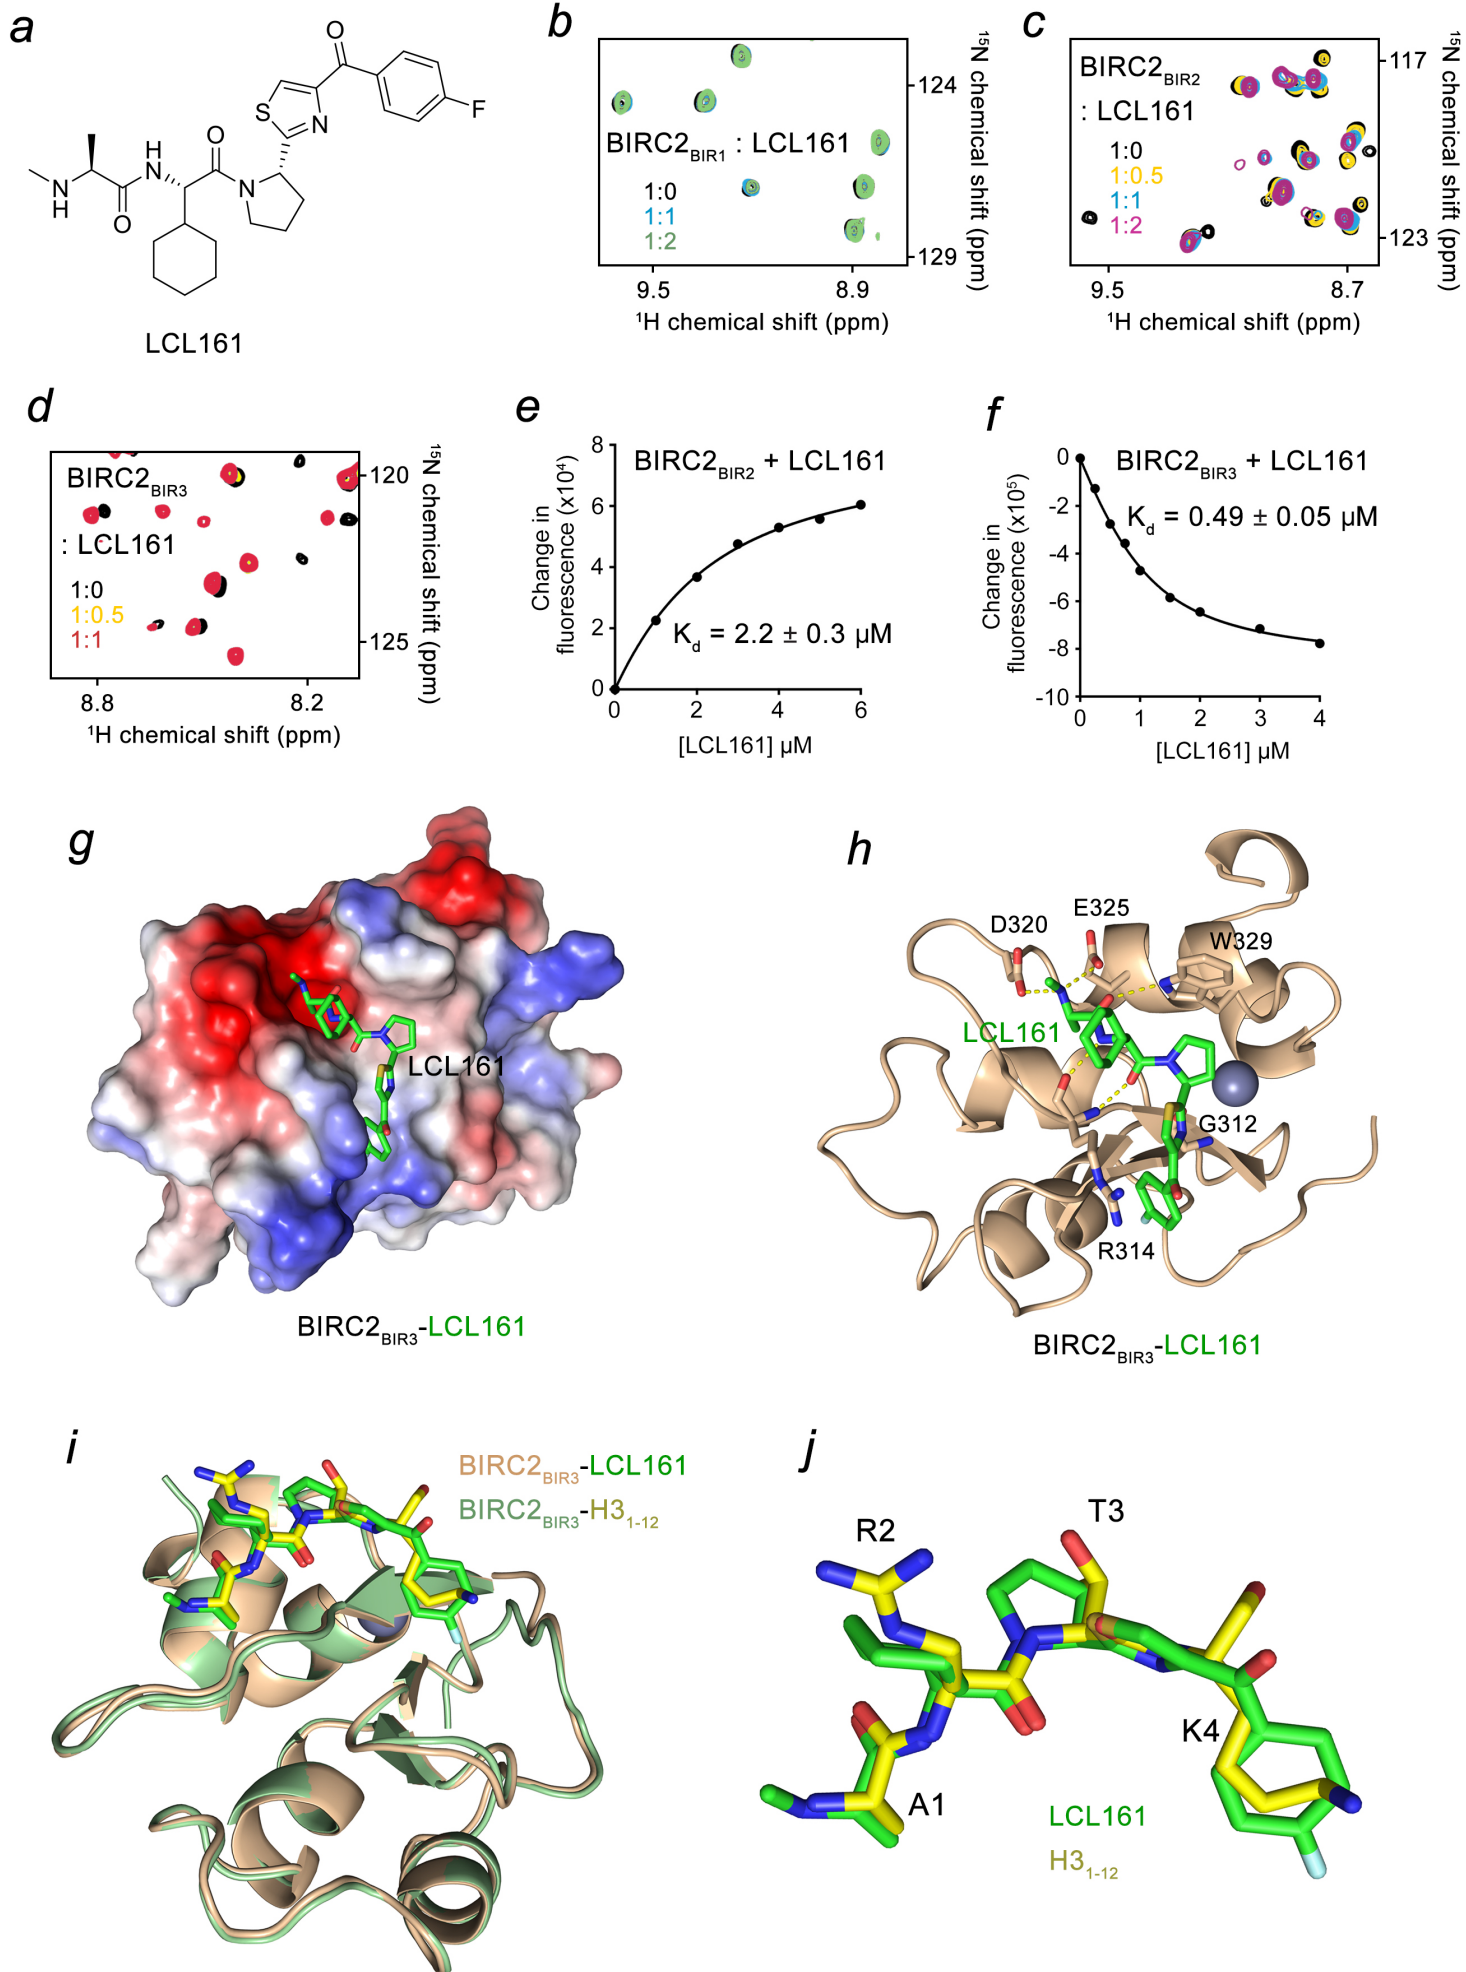 a
O
F
S
N
O
H
N
N
N
H
O
LCL161
b
BIRC2BIR1 : LCL161
1:0
1:1
1:2
124
129
15N chemical shift (ppm)
9.5 8.9
1H chemical shift (ppm)
c
BIRC2BIR2
: LCL161
1:0
1:0.5
1:1
1:2
117
123
15N chemical shift (ppm)
9.5 8.7
1H chemical shift (ppm)
d
BIRC2BIR3
: LCL161
1:0
1:0.5
1:1
120
125
15N chemical shift (ppm)
8.8 8.2
1H chemical shift (ppm)
e
BIRC2BIR2 + LCL161
Kd = 2.2 ± 0.3 µM
Change in
fluorescence (x10⁴)
8
6
4
2
0
0 2 4 6
[LCL161] µM
f
BIRC2BIR3 + LCL161
Kd = 0.49 ± 0.05 µM
Change in
fluorescence (x10⁵)
0
-2
-4
-6
-8
-10
0 1 2 3 4
[LCL161] µM
g
LCL161
BIRC2BIR3-LCL161
h
D320
E325
W329
LCL161
G312
R314
BIRC2BIR3-LCL161
i
BIRC2BIR3-LCL161
BIRC2BIR3-H31-12
j
R2
T3
K4
A1
LCL161
H31-12